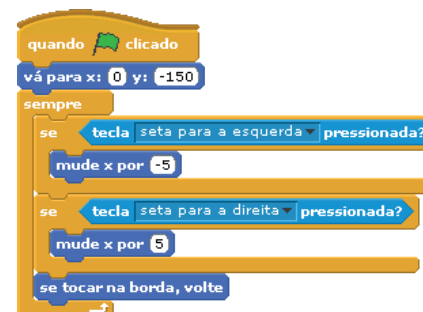 quando clicado
vá para x: 0 y: -150
sempre
se tecla seta para a esquerda pressionada?
mude x por -5
se tecla seta para a direita pressionada?
mude x por 5
se tocar na borda, volte